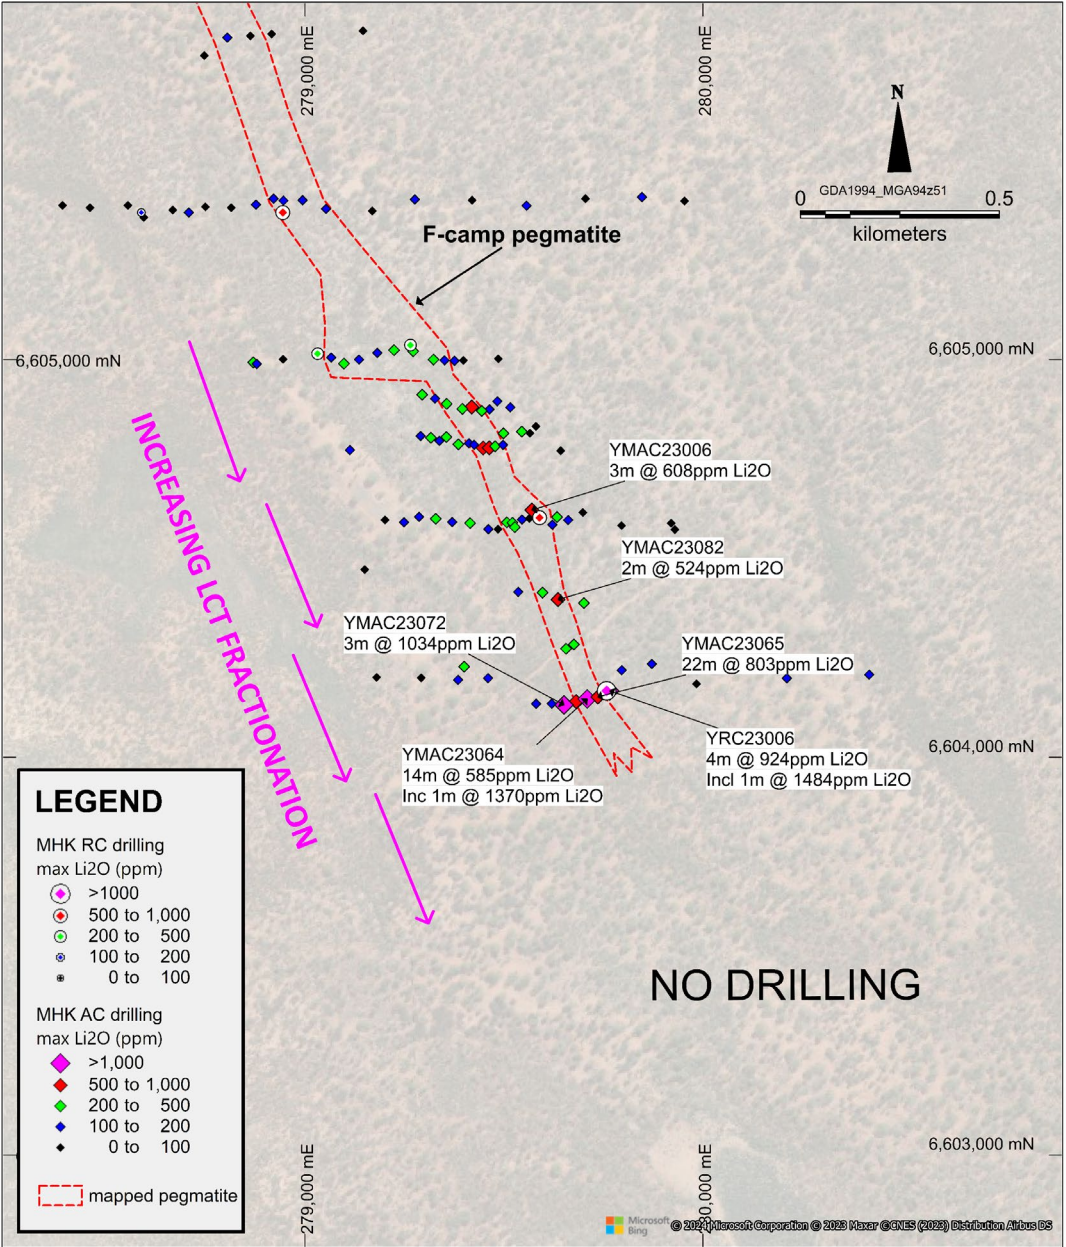 279,000 mE
280,000 mE
N
GDA1994_MGA94z51
0 0.5
kilometers
F-camp pegmatite
6,605,000 mN
6,605,000 mN
INCREASING LCT FRACTIONATION
YMAC23006
3m @ 608ppm Li2O
YMAC23082
2m @ 524ppm Li2O
YMAC23072
3m @ 1034ppm Li2O
YMAC23065
22m @ 803ppm Li2O
YRC23006
4m @ 924ppm Li2O
Incl 1m @ 1484ppm Li2O
6,604,000 mN
YMAC23064
14m @ 585ppm Li2O
Inc 1m @ 1370ppm Li2O
LEGEND
MHK RC drilling
max Li2O (ppm)
>1000
500 to 1,000
200 to 500
100 to 200
0 to 100
MHK AC drilling
max Li2O (ppm)
>1,000
500 to 1,000
200 to 500
100 to 200
0 to 100
mapped pegmatite
NO DRILLING
6,603,000 mN
279,000 mE
280,000 mE
Microsoft
Bing
© 2024 Microsoft Corporation © 2023 Maxar ©CNES (2023) Distribution Airbus DS